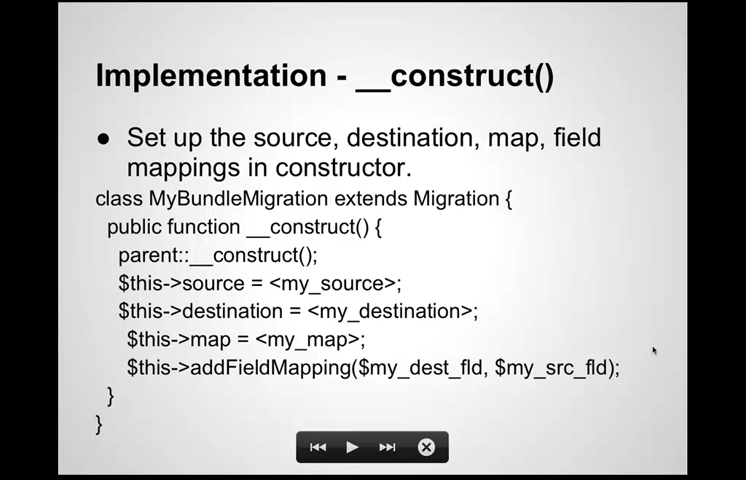 Implementation - __construct()
● Set up the source, destination, map, field
mappings in constructor.
class MyBundleMigration extends Migration {
public function __construct() {
parent::__construct();
$this->source = <my_source>;
$this->destination = <my_destination>;
$this->map = <my_map>;
$this->addFieldMapping($my_dest_fld, $my_src_fld);
}
}